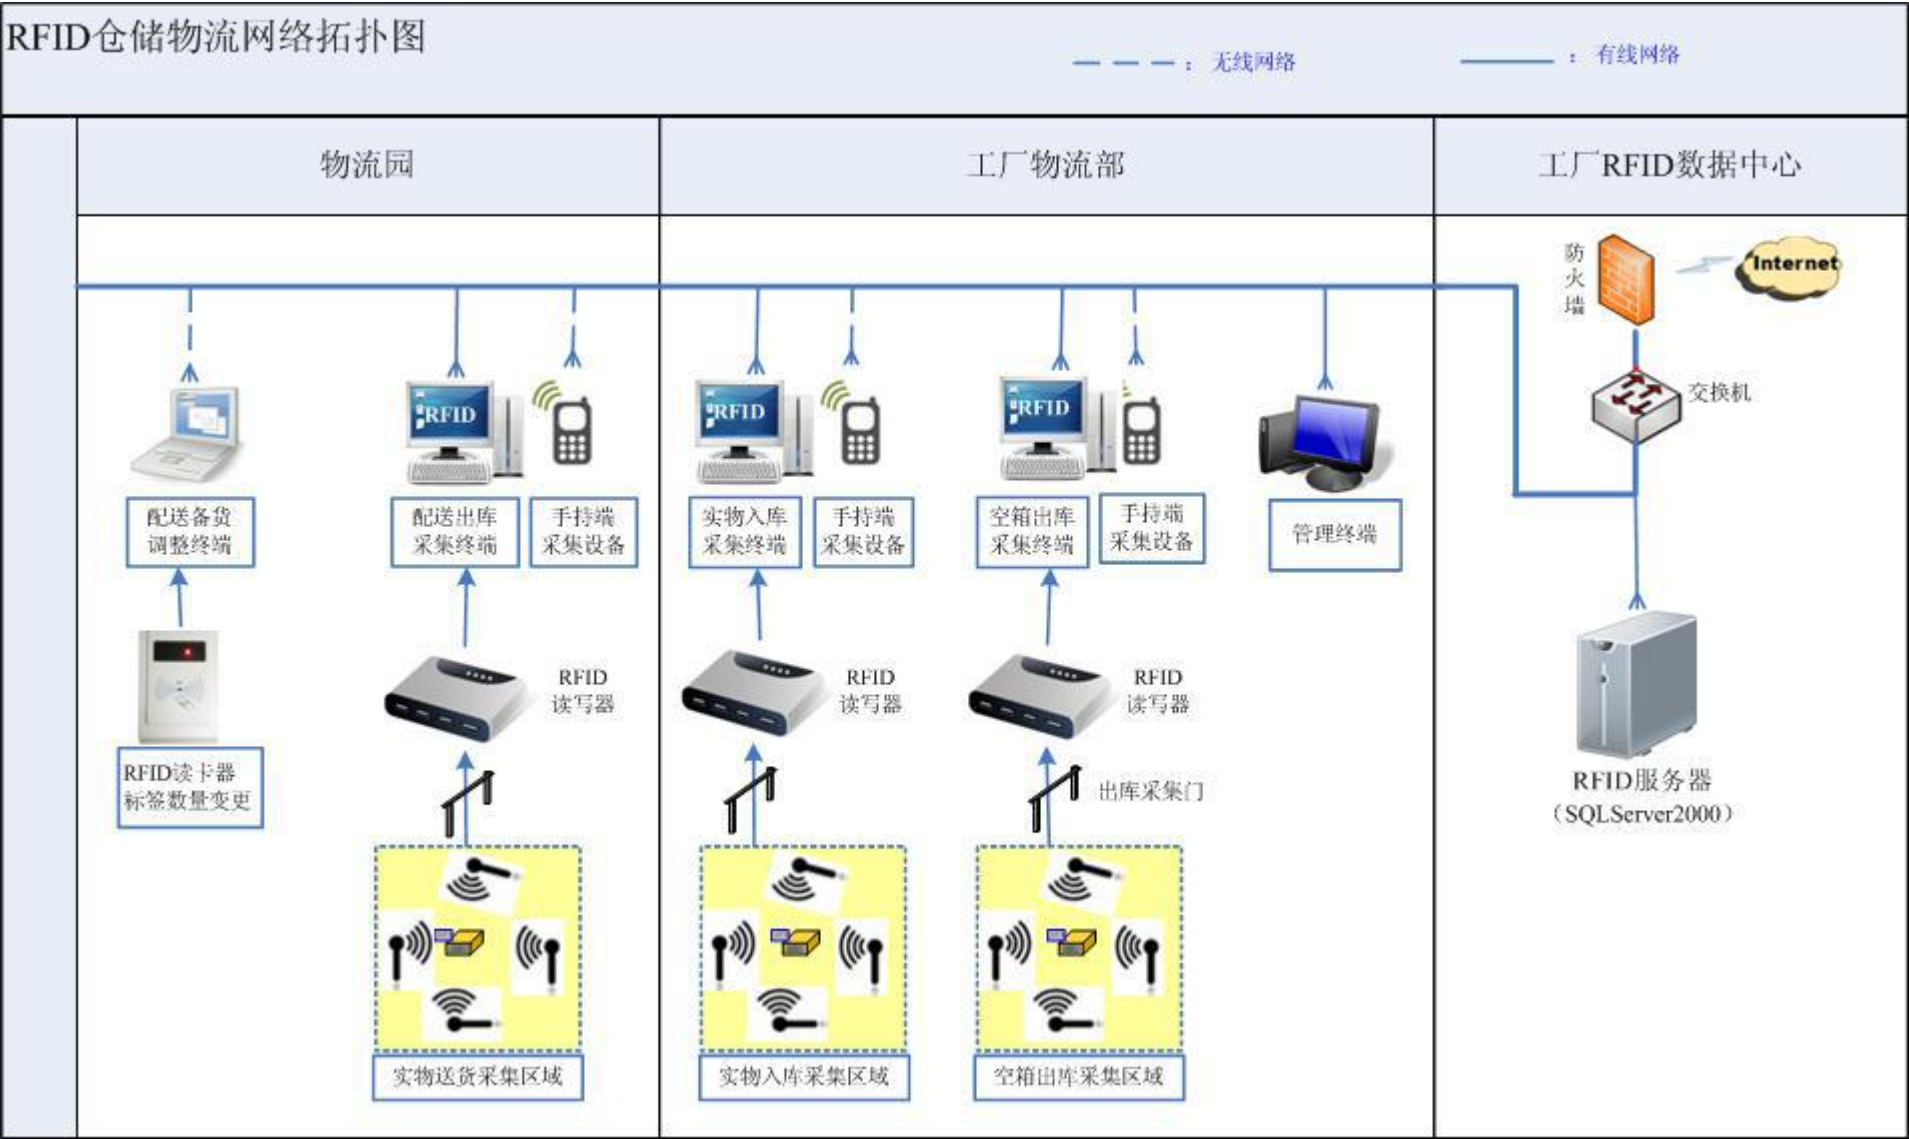 RFID仓储物流网络拓扑图
： 无线网络
： 有线网络
物流园
工厂物流部
工厂RFID数据中心
防
火
墙
Internet
交换机
RFID
RFID
RFID
配送备货
调整终端
配送出库
采集终端
手持端
采集设备
实物入库
采集终端
手持端
采集设备
空箱出库
采集终端
手持端
采集设备
管理终端
RFID
读写器
RFID
读写器
RFID
读写器
RFID读卡器
标签数量变更
出库采集门
RFID服务器
（SQLServer2000）
实物送货采集区域
实物入库采集区域
空箱出库采集区域